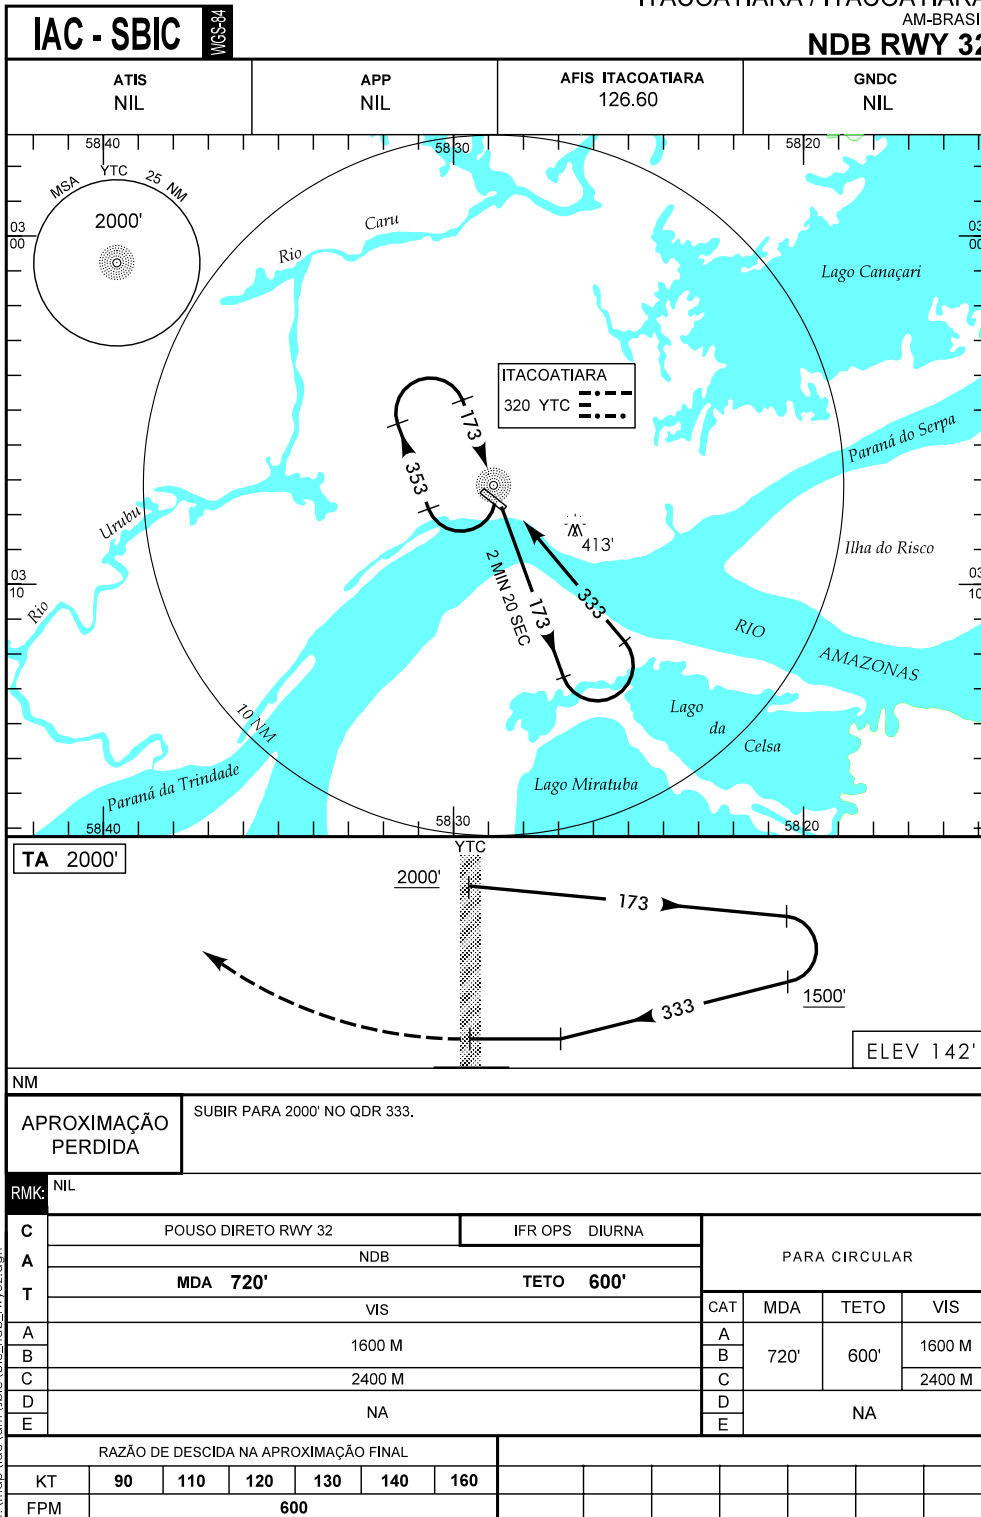 ITACOATIARA / ITACOATIARA
AM-BRASI
IAC - SBIC
WGS-84
NDB RWY 32
ATIS
NIL
APP
NIL
AFIS ITACOATIARA
126.60
GNDC
NIL
58 40
58 30
58 20
MSA YTC 25 NM
2000'
03
00
03
00
Caru
Rio
Lago Canaçari
ITACOATIARA
320 YTC
173
353
Paraná do Serpa
Urubu
Rio
413'
Ilha do Risco
03
10
03
10
2 MIN 20 SEC
173
333
RIO
AMAZONAS
10 NM
Lago
da
Celsa
Paraná da Trindade
Lago Miratuba
58 40
58 30
58 20
TA 2000'
YTC
2000'
173
1500'
333
ELEV 142'
NM
APROXIMAÇÃO
PERDIDA
SUBIR PARA 2000' NO QDR 333.
RMK: NIL
C
A
T
POUSO DIRETO RWY 32
IFR OPS DIURNA
PARA CIRCULAR
NDB
MDA 720'
TETO 600'
VIS
CAT MDA TETO VIS
A
B
1600 M
A
B
720'
600'
1600 M
C
2400 M
C
2400 M
D
E
NA
D
E
NA
RAZÃO DE DESCIDA NA APROXIMAÇÃO FINAL
KT 90 110 120 130 140 160
FPM 600